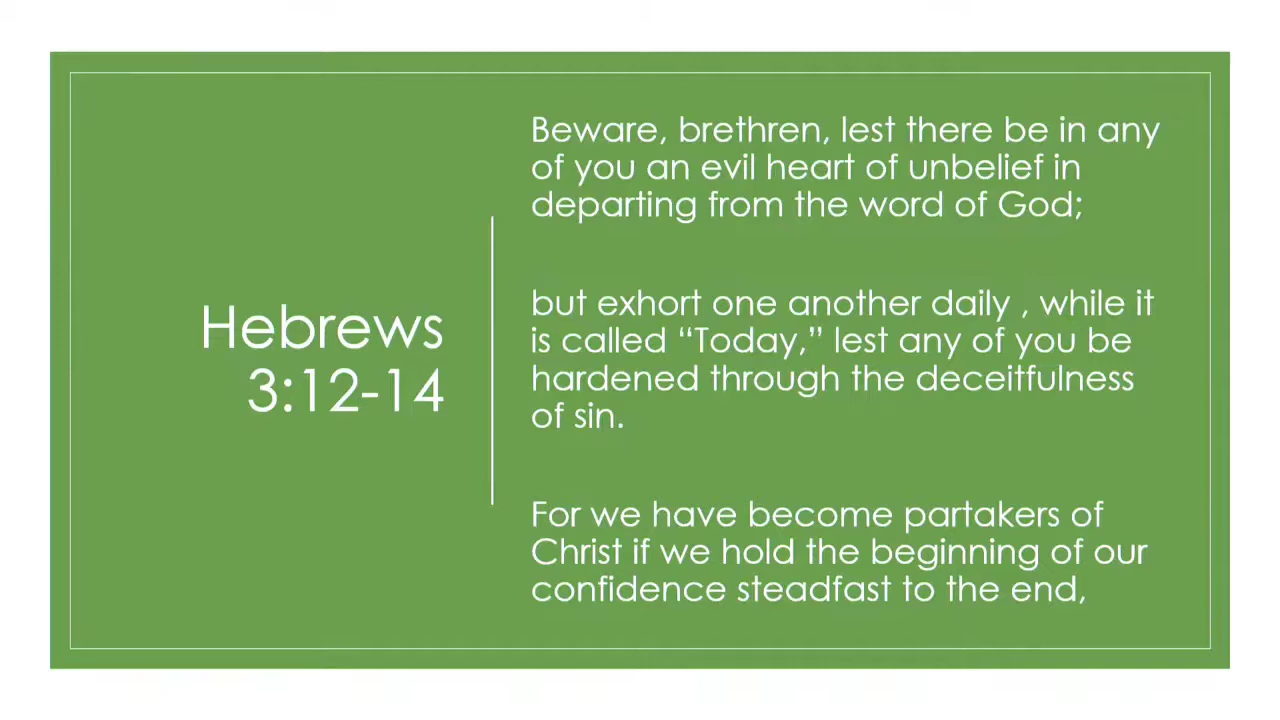 Hebrews
3:12-14
Beware, brethren, lest there be in any
of you an evil heart of unbelief in
departing from the word of God;
but exhort one another daily , while it
is called “Today,” lest any of you be
hardened through the deceitfulness
of sin.
For we have become partakers of
Christ if we hold the beginning of our
confidence steadfast to the end,